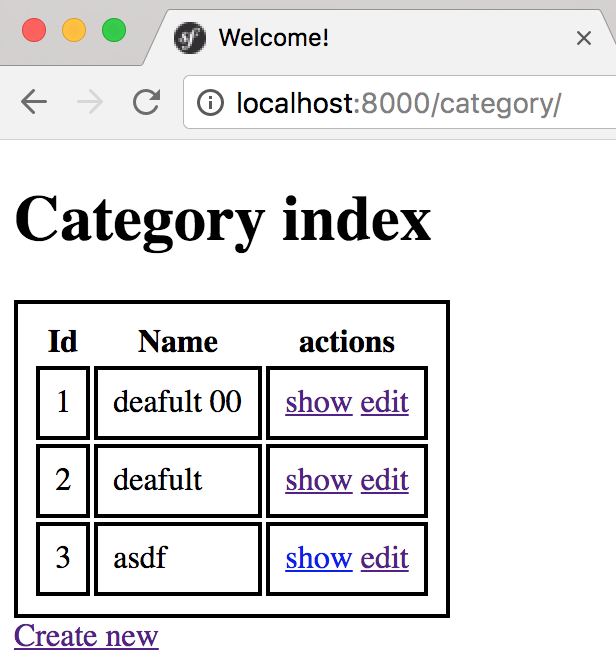 sf Welcome!
localhost:8000/category/
Category index
Id Name actions
1 deafult 00 show edit
2 deafult show edit
3 asdf show edit
Create new